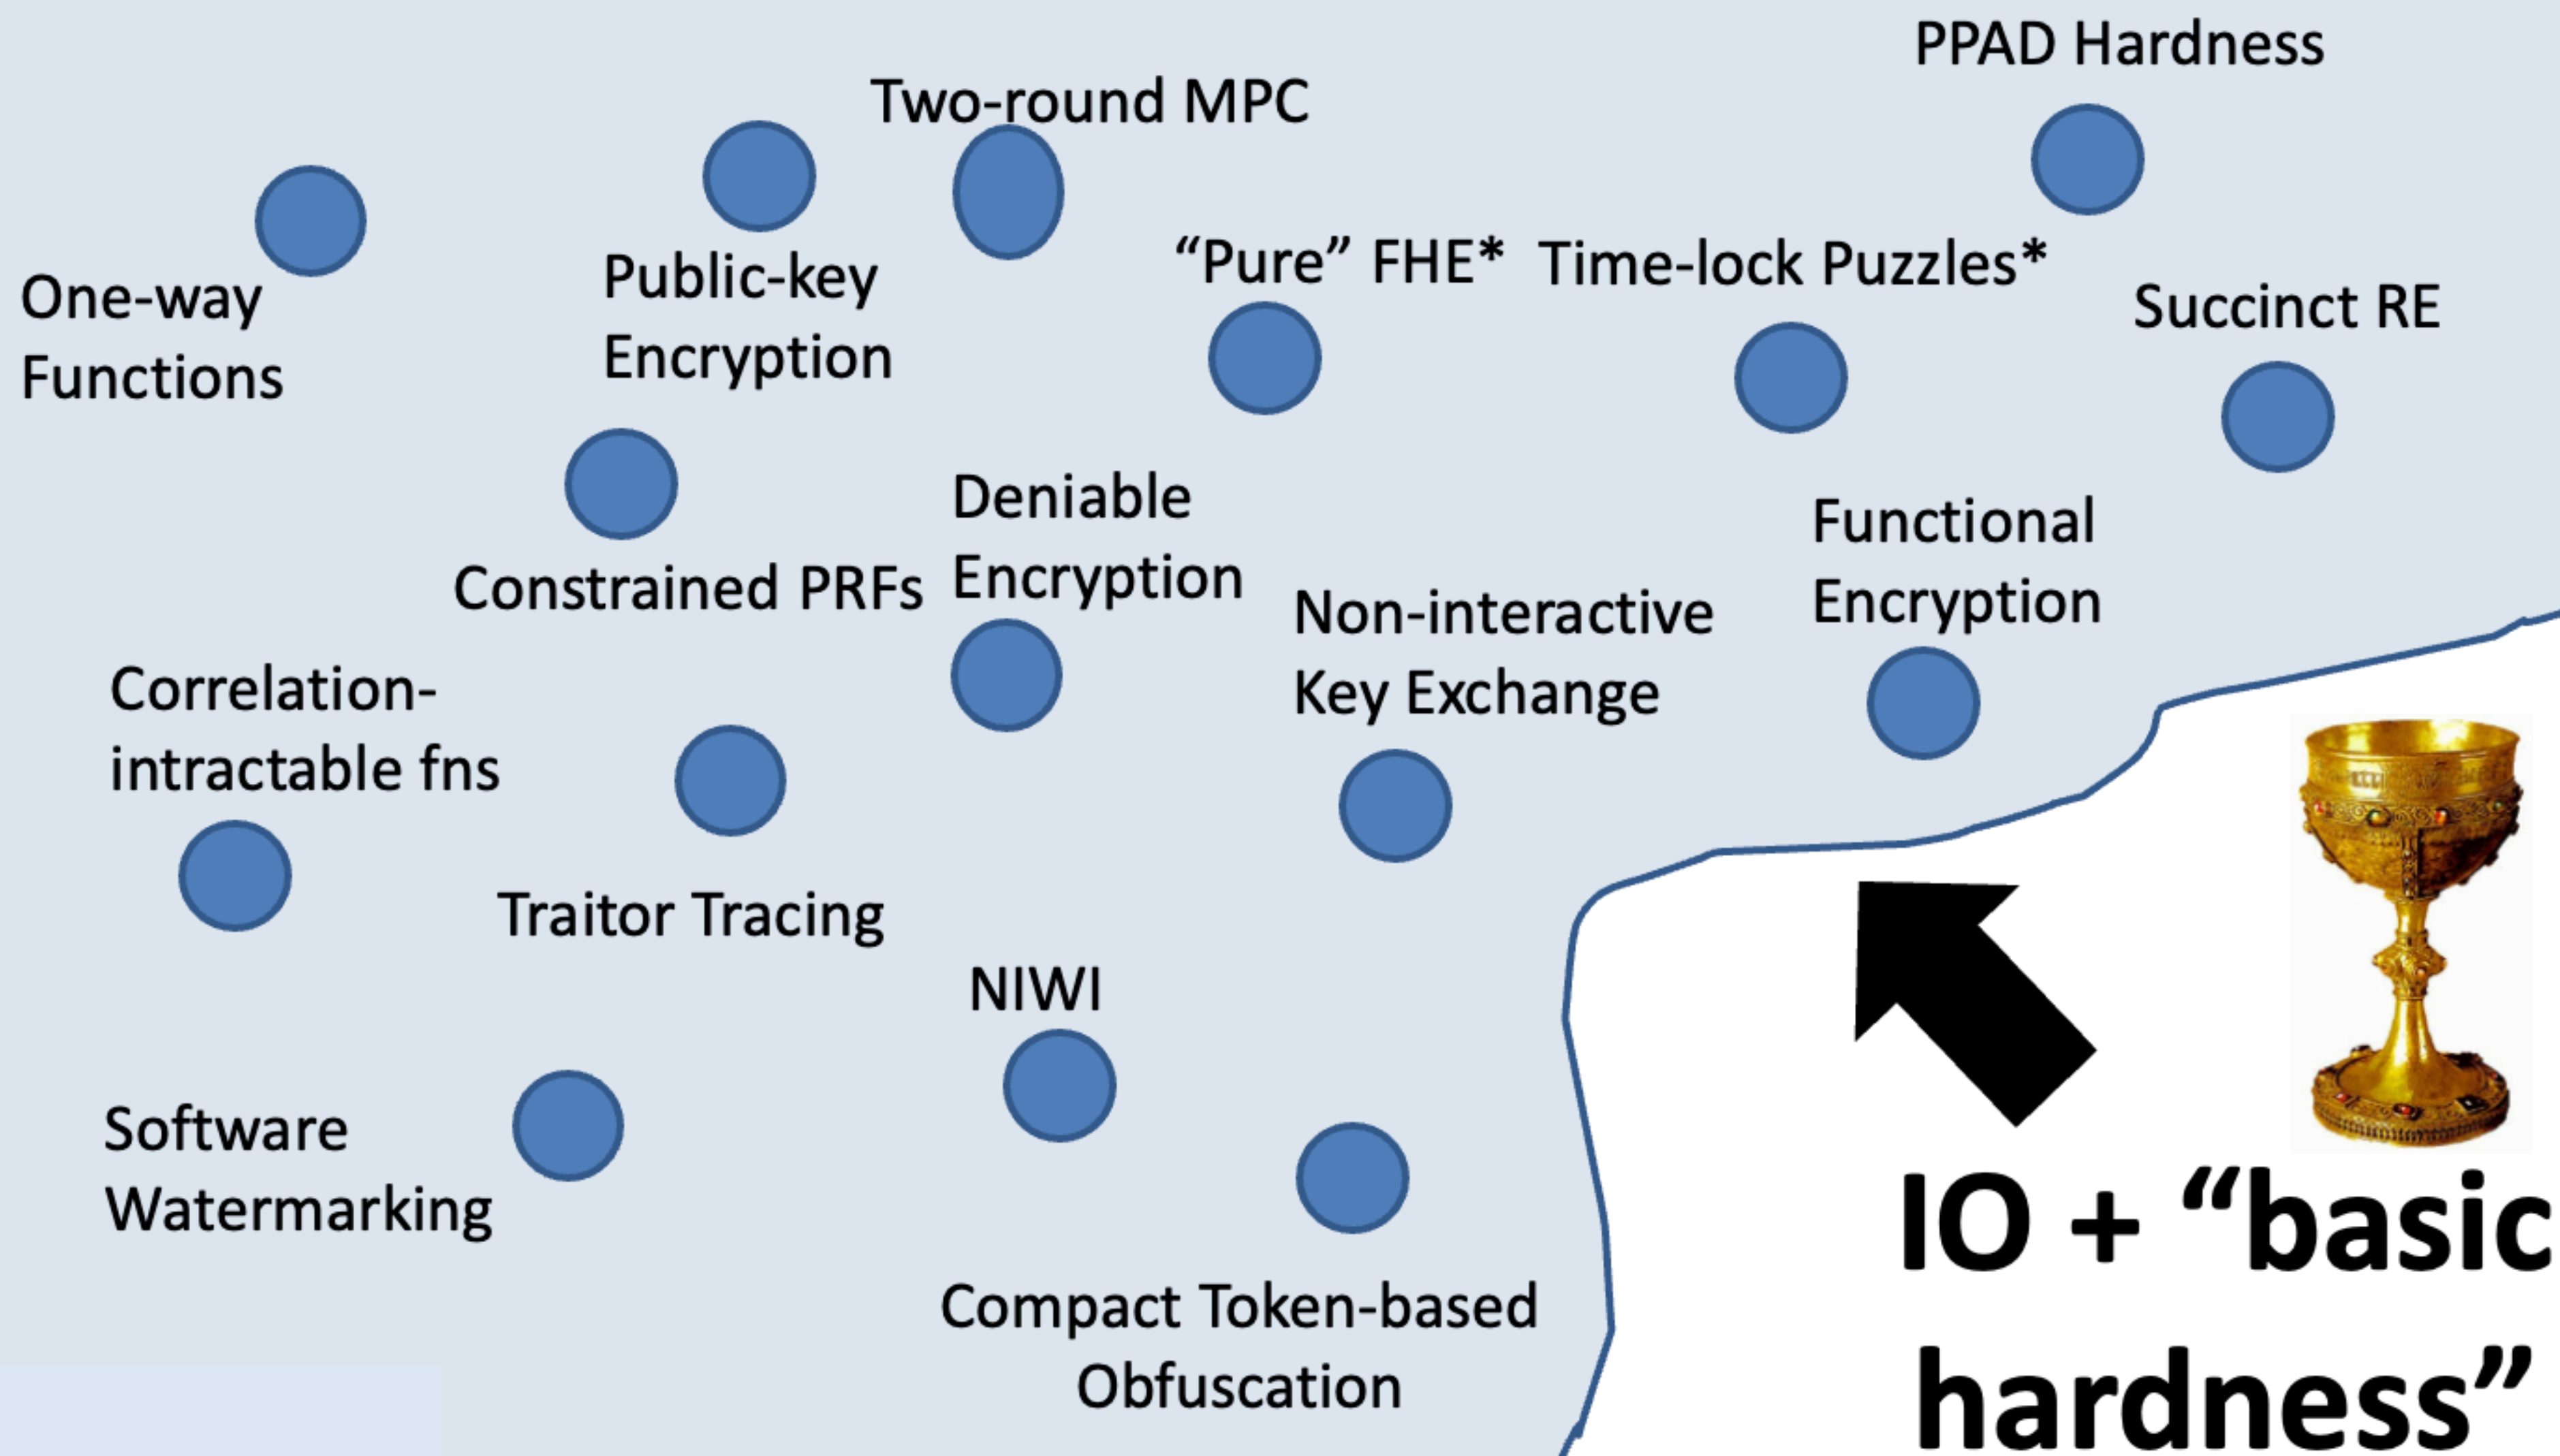 PPAD Hardness
Two-round MPC
One-way
Functions
Public-key
Encryption
“Pure” FHE*
Time-lock Puzzles*
Succinct RE
Constrained PRFs
Deniable
Encryption
Non-interactive
Key Exchange
Functional
Encryption
Correlation-
intractable fns
Traitor Tracing
NIWI
Software
Watermarking
Compact Token-based
Obfuscation
IO + “basic
hardness”